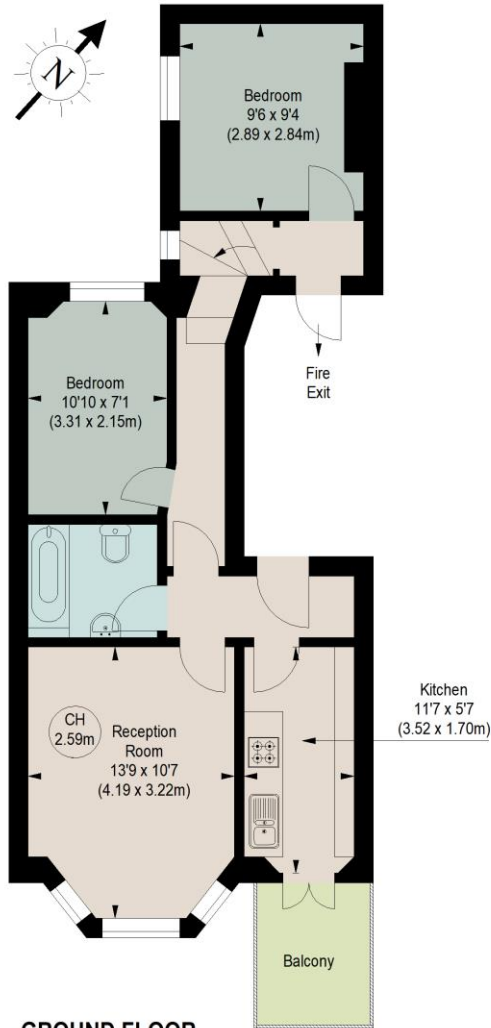 N
Bedroom
9'6 x 9'4
(2.89 x 2.84m)
Fire
Exit
Bedroom
10'10 x 7'1
(3.31 x 2.15m)
Kitchen
11'7 x 5'7
(3.52 x 1.70m)
CH
2.59m
Reception
Room
13'9 x 10'7
(4.19 x 3.22m)
Balcony
GROUND FLOOR